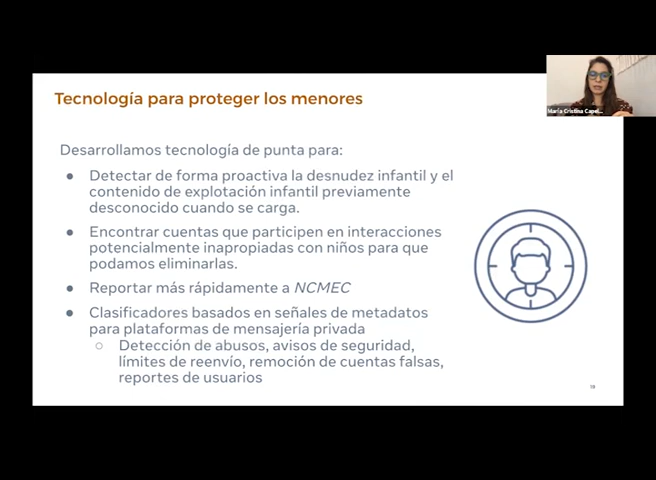 María Cristina Capel...
Tecnología para proteger los menores
Desarrollamos tecnología de punta para:
● Detectar de forma proactiva la desnudez infantil y el
contenido de explotación infantil previamente
desconocido cuando se carga.
● Encontrar cuentas que participen en interacciones
potencialmente inapropiadas con niños para que
podamos eliminarlas.
● Reportar más rápidamente a NCMEC
● Clasificadores basados en señales de metadatos
para plataformas de mensajería privada
○ Detección de abusos, avisos de seguridad,
límites de reenvío, remoción de cuentas falsas,
reportes de usuarios